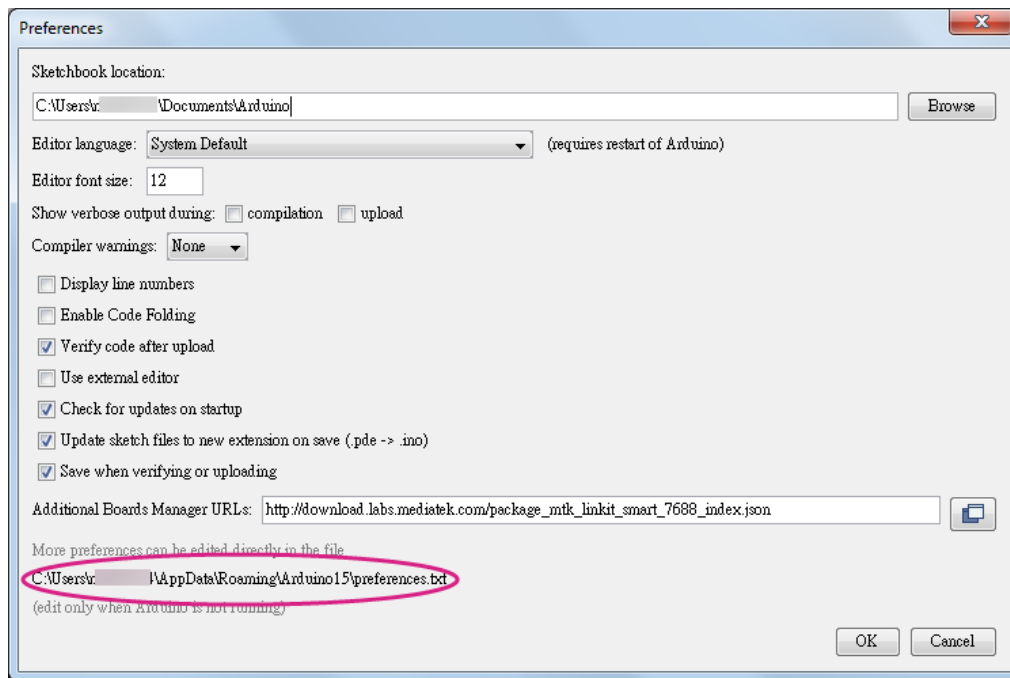 Preferences
Sketchbook location:
C:\Users\ \Documents\Arduino
Browse
Editor language: System Default (requires restart of Arduino)
Editor font size: 12
Show verbose output during: compilation upload
Compiler warnings: None
Display line numbers
Enable Code Folding
Verify code after upload
Use external editor
Check for updates on startup
Update sketch files to new extension on save (.pde -> .ino)
Save when verifying or uploading
Additional Boards Manager URLs: http://download.labs.mediatek.com/package_mtk_linkit_smart_7688_index.json
More preferences can be edited directly in the file
C:\Users\ \AppData\Roaming\Arduino15\preferences.txt
(edit only when Arduino is not running)
OK Cancel